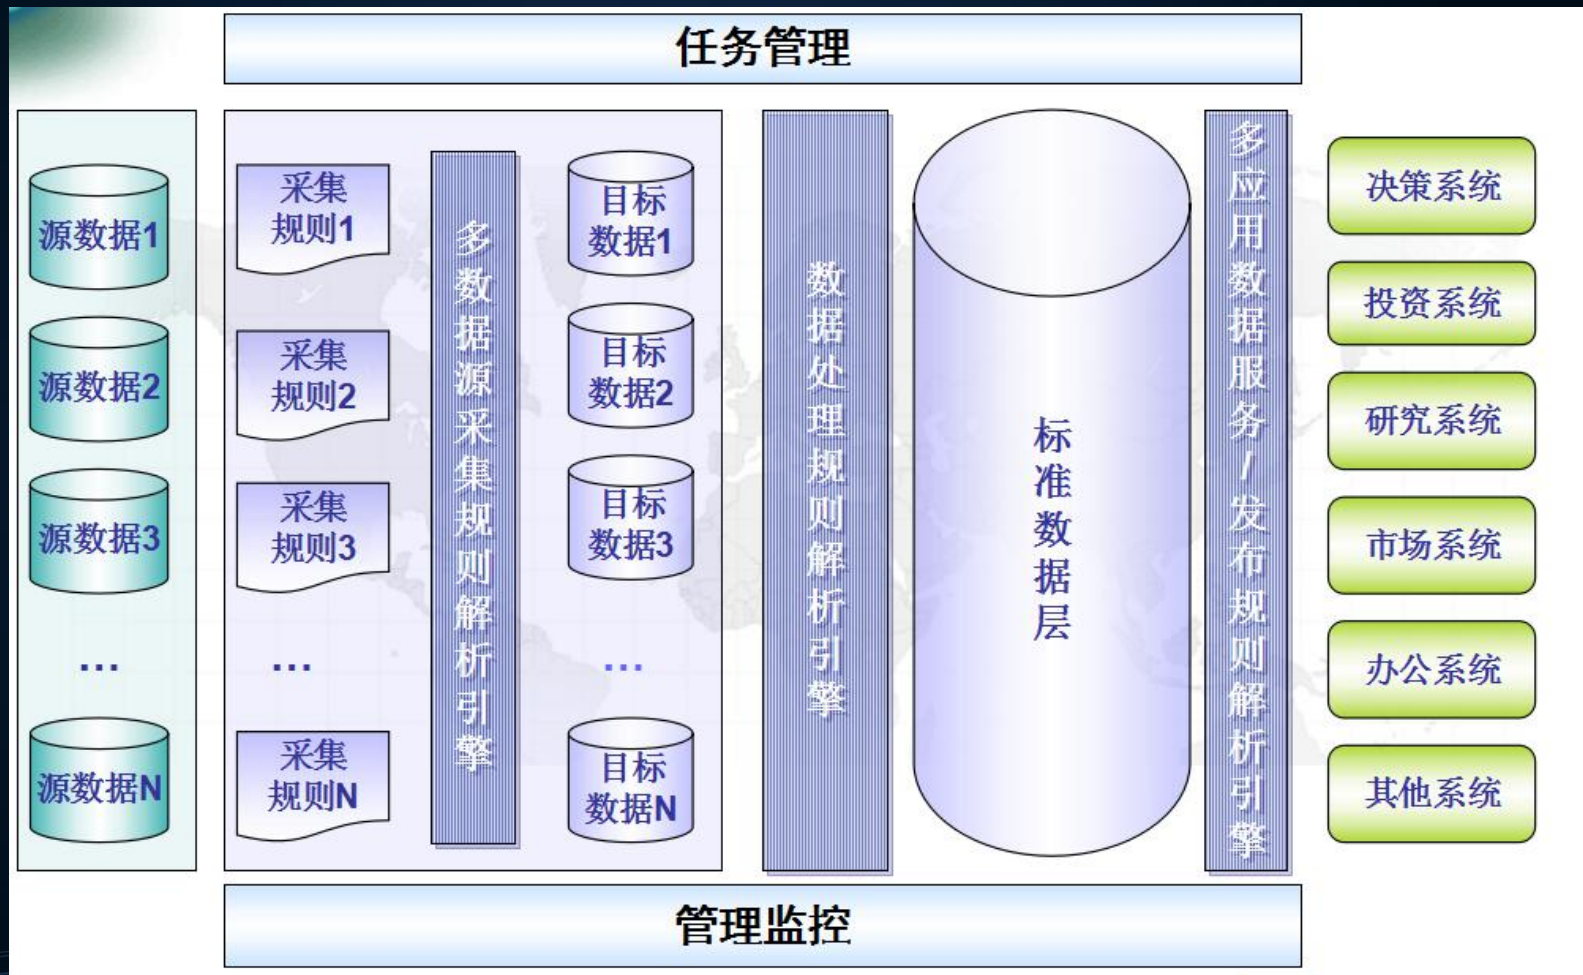 任务管理
源数据1
源数据2
源数据3
...
源数据N
采集
规则1
采集
规则2
采集
规则3
...
采集
规则N
多数据源采集规则解析引擎
目标
数据1
目标
数据2
目标
数据3
...
目标
数据N
数据处理规则解析引擎
标准数据层
多应用数据服务/发布规则解析引擎
决策系统
投资系统
研究系统
市场系统
办公系统
其他系统
管理监控